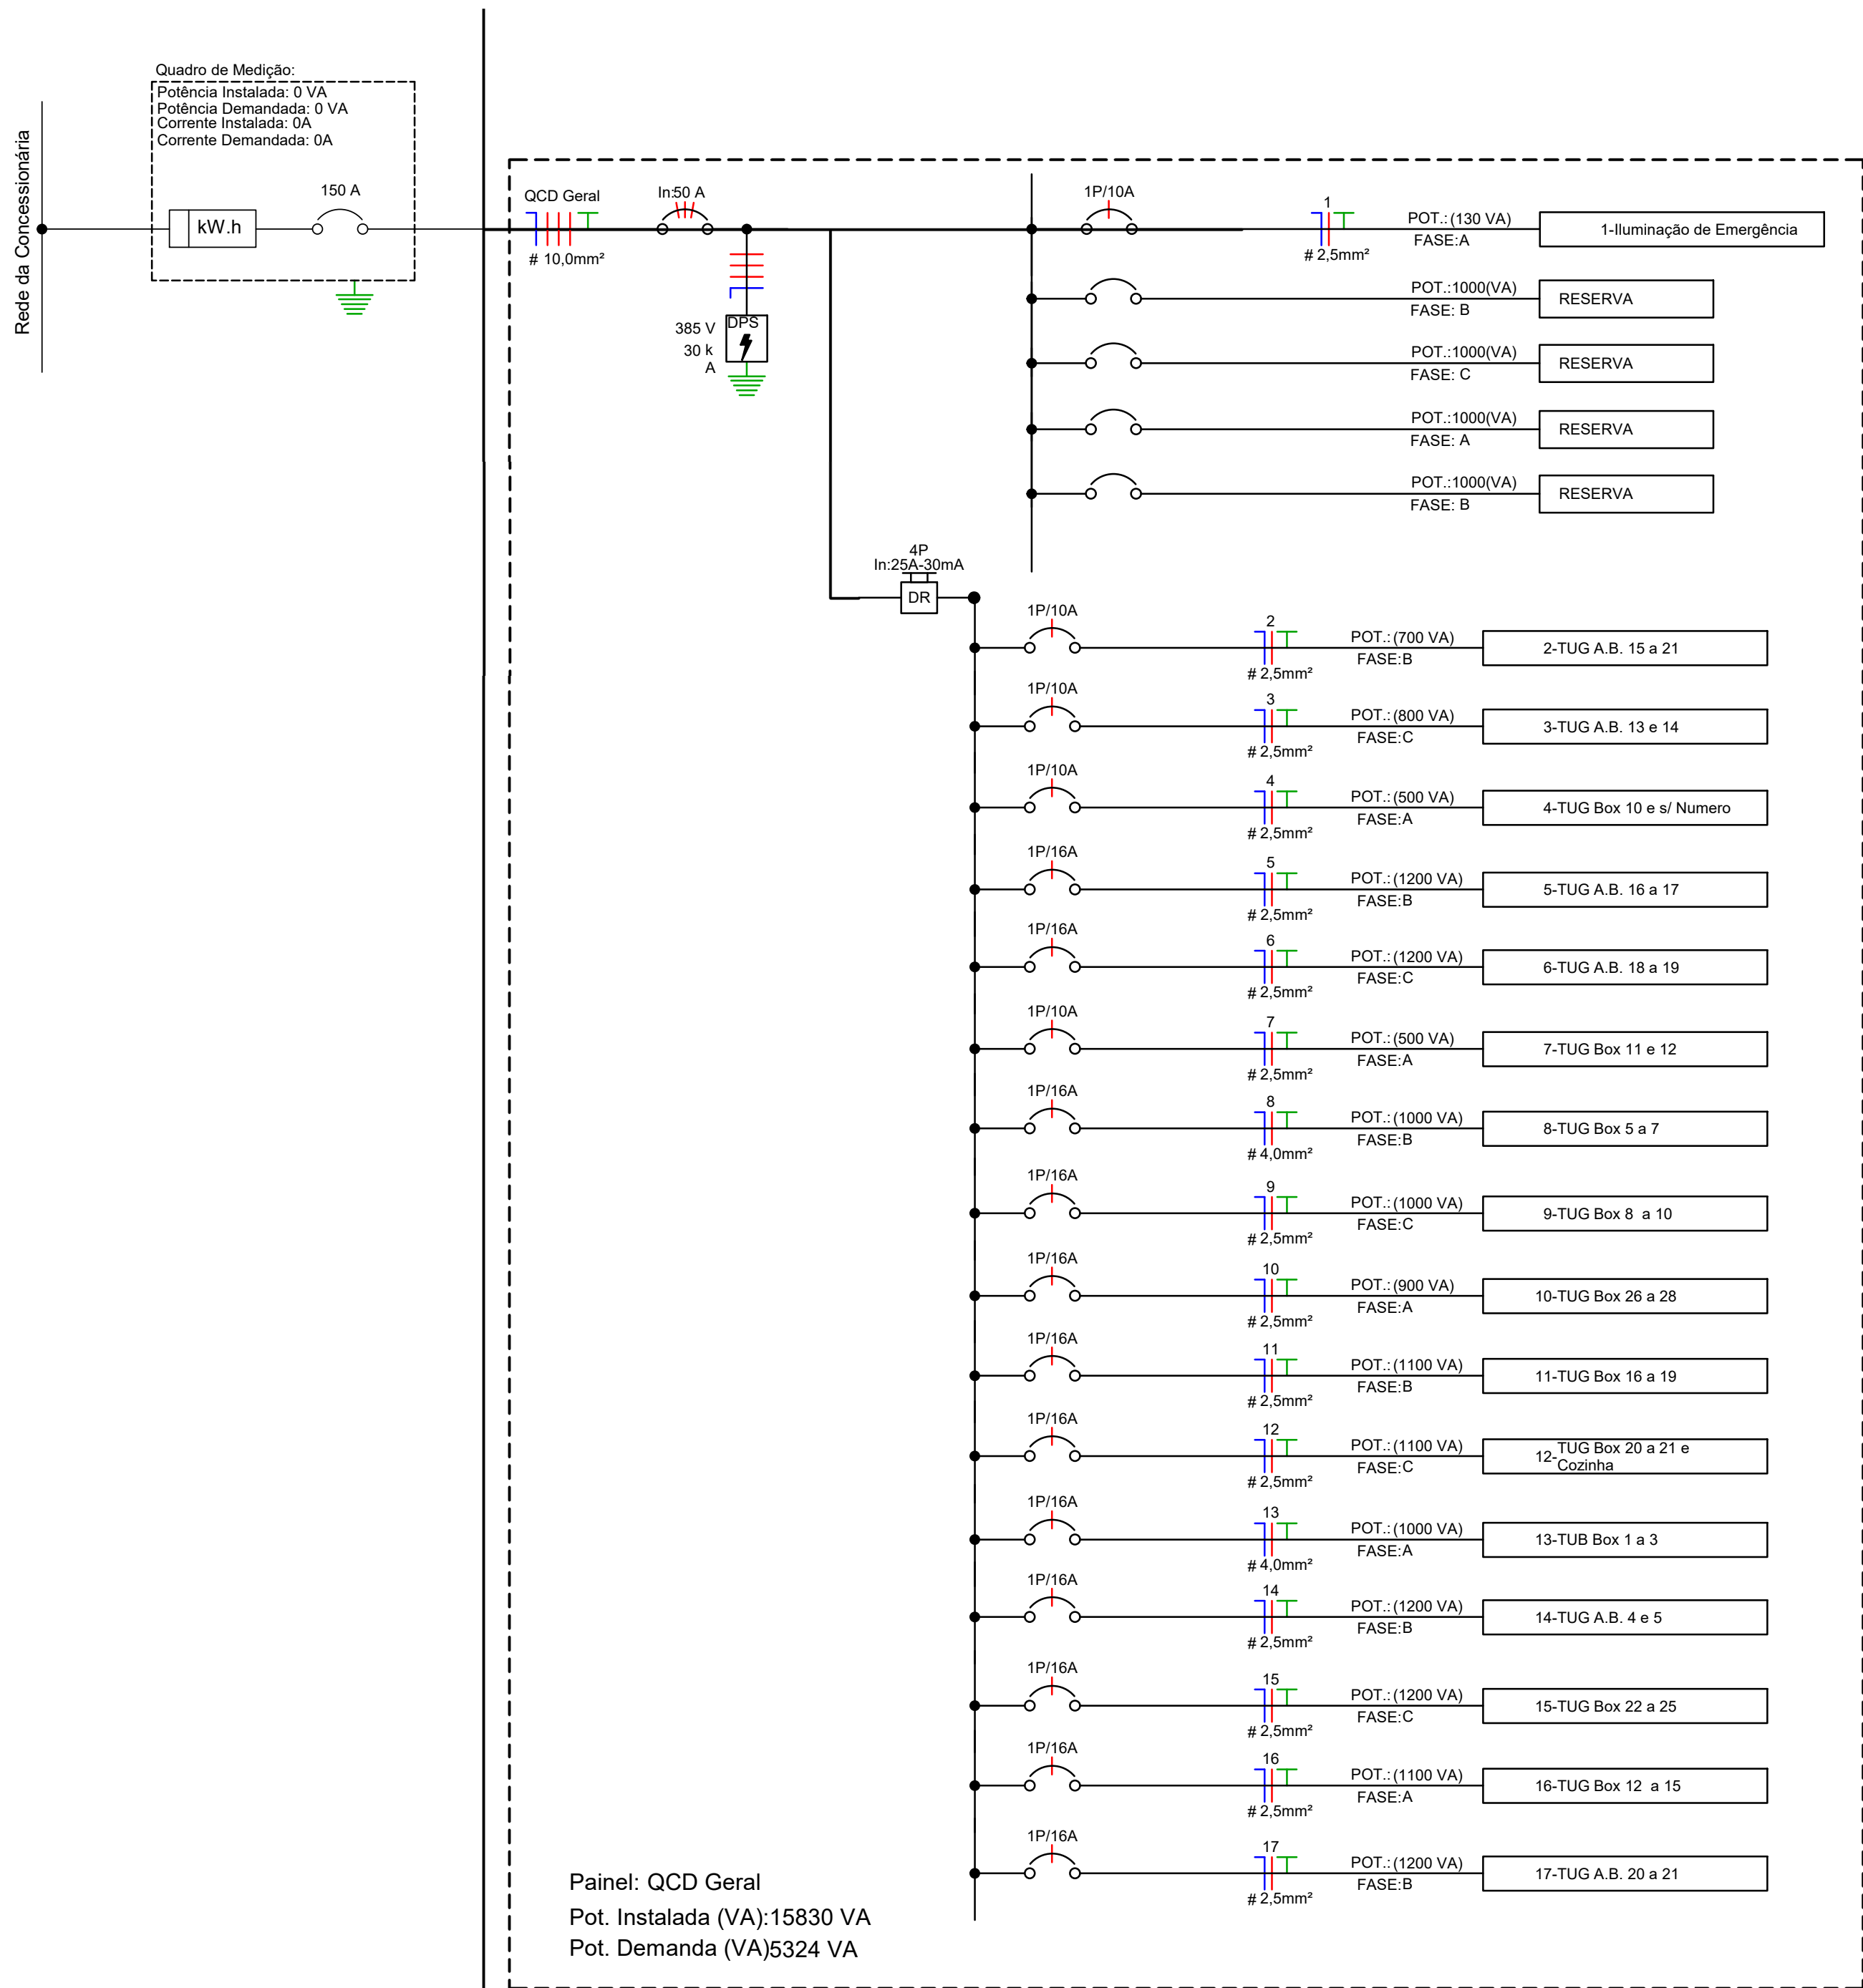 Quadro de Medição:
Potência Instalada: 0 VA
Potência Demandada: 0 VA
Corrente Instalada: 0A
Corrente Demandada: 0A
Rede da Concessionária
kW.h
150 A
QCD Geral
# 10,0mm²
In:50 A
385 V
30 k
A
DPS
1P/10A
1
# 2,5mm²
POT.: (130 VA)
FASE:A
1-Iluminação de Emergência
POT.:1000(VA)
FASE: B
RESERVA
POT.:1000(VA)
FASE: C
RESERVA
POT.:1000(VA)
FASE: A
RESERVA
POT.:1000(VA)
FASE: B
RESERVA
4P
In:25A-30mA
DR
1P/10A
2
# 2,5mm²
POT.: (700 VA)
FASE:B
2-TUG A.B. 15 a 21
1P/10A
3
# 2,5mm²
POT.: (800 VA)
FASE:C
3-TUG A.B. 13 e 14
1P/10A
4
# 2,5mm²
POT.: (500 VA)
FASE:A
4-TUG Box 10 e s/ Numero
1P/16A
5
# 2,5mm²
POT.: (1200 VA)
FASE:B
5-TUG A.B. 16 a 17
1P/16A
6
# 2,5mm²
POT.: (1200 VA)
FASE:C
6-TUG A.B. 18 a 19
1P/10A
7
# 2,5mm²
POT.: (500 VA)
FASE:A
7-TUG Box 11 e 12
1P/16A
8
# 4,0mm²
POT.: (1000 VA)
FASE:B
8-TUG Box 5 a 7
1P/16A
9
# 2,5mm²
POT.: (1000 VA)
FASE:C
9-TUG Box 8 a 10
1P/16A
10
# 2,5mm²
POT.: (900 VA)
FASE:A
10-TUG Box 26 a 28
1P/16A
11
# 2,5mm²
POT.: (1100 VA)
FASE:B
11-TUG Box 16 a 19
1P/16A
12
# 2,5mm²
POT.: (1100 VA)
FASE:C
12-TUG Box 20 a 21 e
Cozinha
1P/16A
13
# 4,0mm²
POT.: (1000 VA)
FASE:A
13-TUB Box 1 a 3
1P/16A
14
# 2,5mm²
POT.: (1200 VA)
FASE:B
14-TUG A.B. 4 e 5
1P/16A
15
# 2,5mm²
POT.: (1200 VA)
FASE:C
15-TUG Box 22 a 25
1P/16A
16
# 2,5mm²
POT.: (1100 VA)
FASE:A
16-TUG Box 12 a 15
1P/16A
17
# 2,5mm²
POT.: (1200 VA)
FASE:B
17-TUG A.B. 20 a 21
Painel: QCD Geral
Pot. Instalada (VA):15830 VA
Pot. Demanda (VA)5324 VA